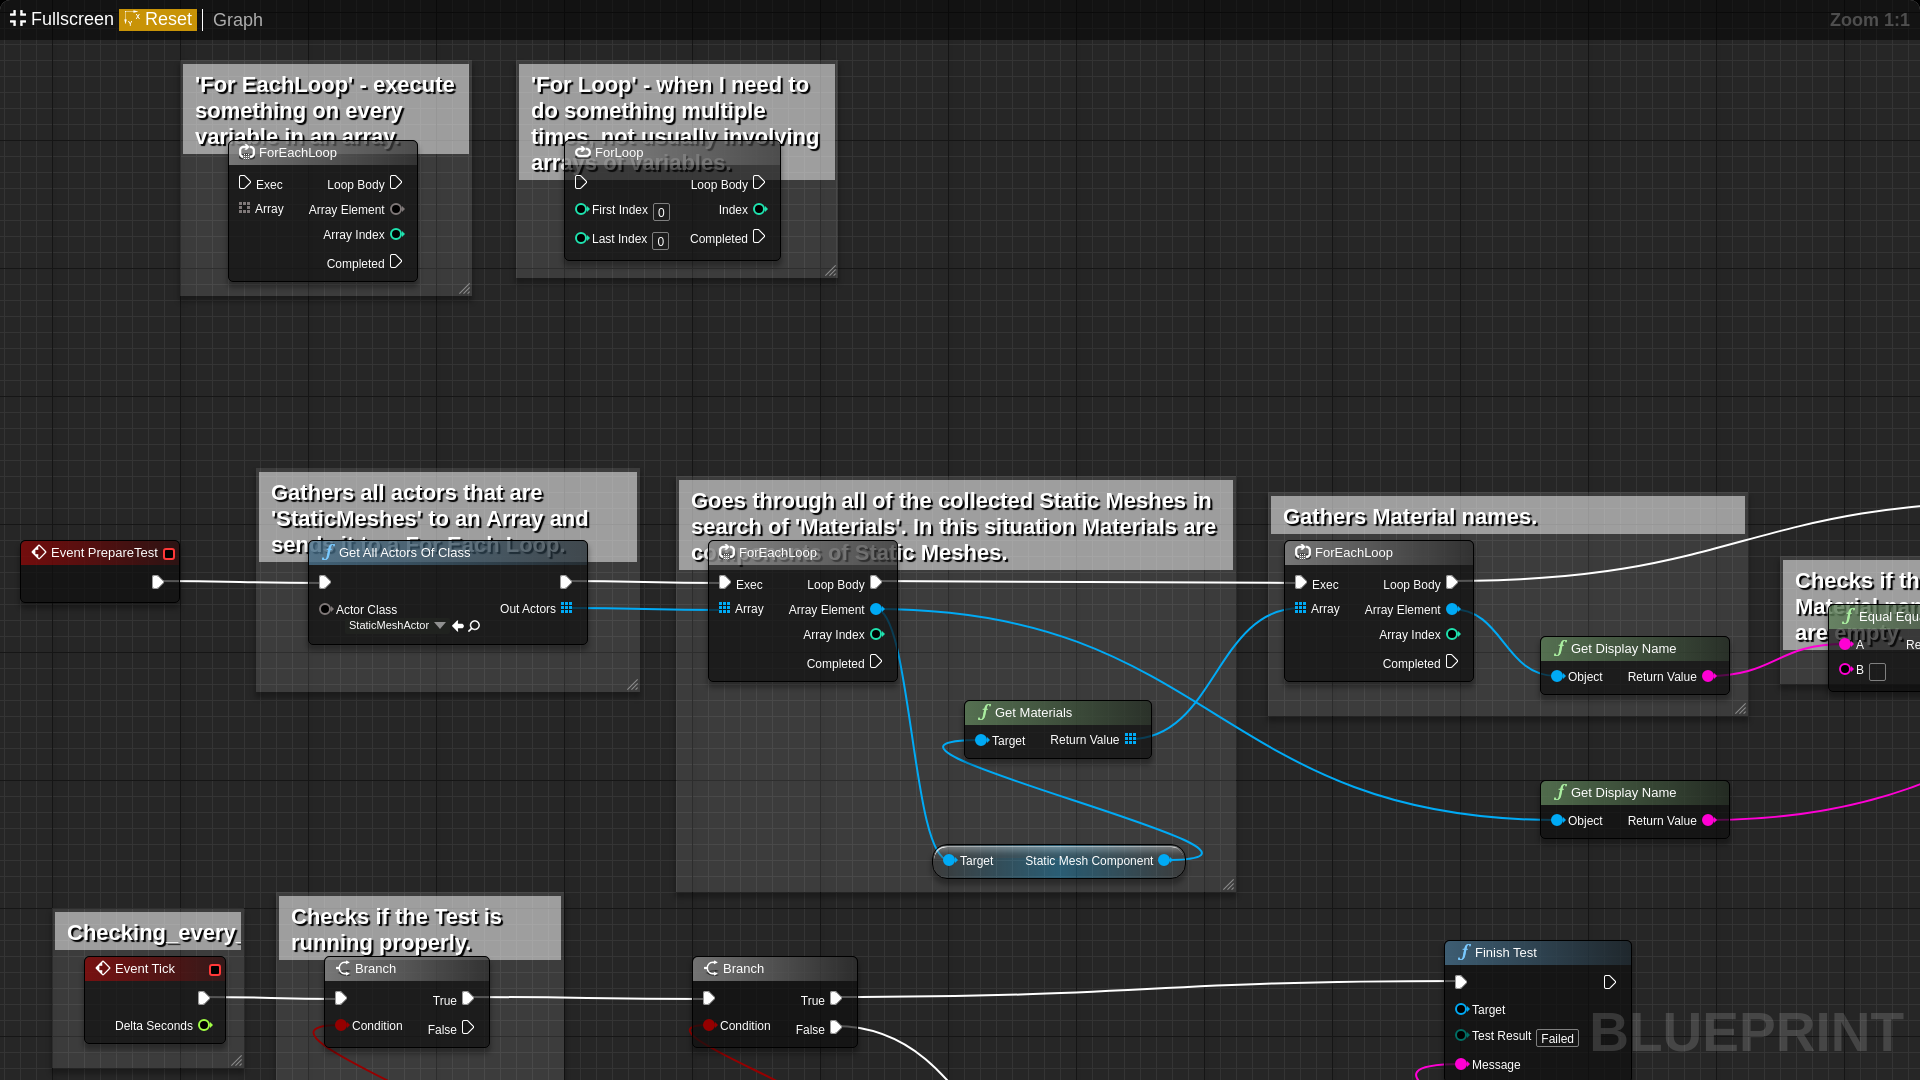 Fullscreen Reset Graph Zoom 1:1
'For EachLoop' - execute
something on every
variable in an array.
ForEachLoop
Exec Loop Body
Array Array Element
Array Index
Completed
'For Loop' - when I need to
do something multiple
times, not usually involving
arrays of variables.
ForLoop
Loop Body
First Index 0 Index
Last Index 0 Completed
Event PrepareTest
Gathers all actors that are
'StaticMeshes' to an Array and
sends it to a For Each Loop.
Get All Actors Of Class
Actor Class Out Actors
StaticMeshActor
Goes through all of the collected Static Meshes in
search of 'Materials'. In this situation Materials are
components of Static Meshes.
ForEachLoop
Exec Loop Body
Array Array Element
Array Index
Completed
Get Materials
Target Return Value
Target Static Mesh Component
Gathers Material names.
ForEachLoop
Exec Loop Body
Array Array Element
Array Index
Completed
Get Display Name
Object Return Value
Get Display Name
Object Return Value
Checks if th
Material na
are empty.
Equal Equ
A Re
B
Checking_every_
Event Tick
Delta Seconds
Checks if the Test is
running properly.
Branch
True
Condition False
Branch
True
Condition False
Finish Test
Target
Test Result Failed
Message
BLUEPRINT